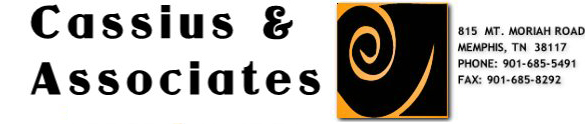 Cassius &
Associates
815 MT. MORIAH ROAD
MEMPHIS, TN 38117
PHONE: 901-685-5491
FAX: 901-685-8292